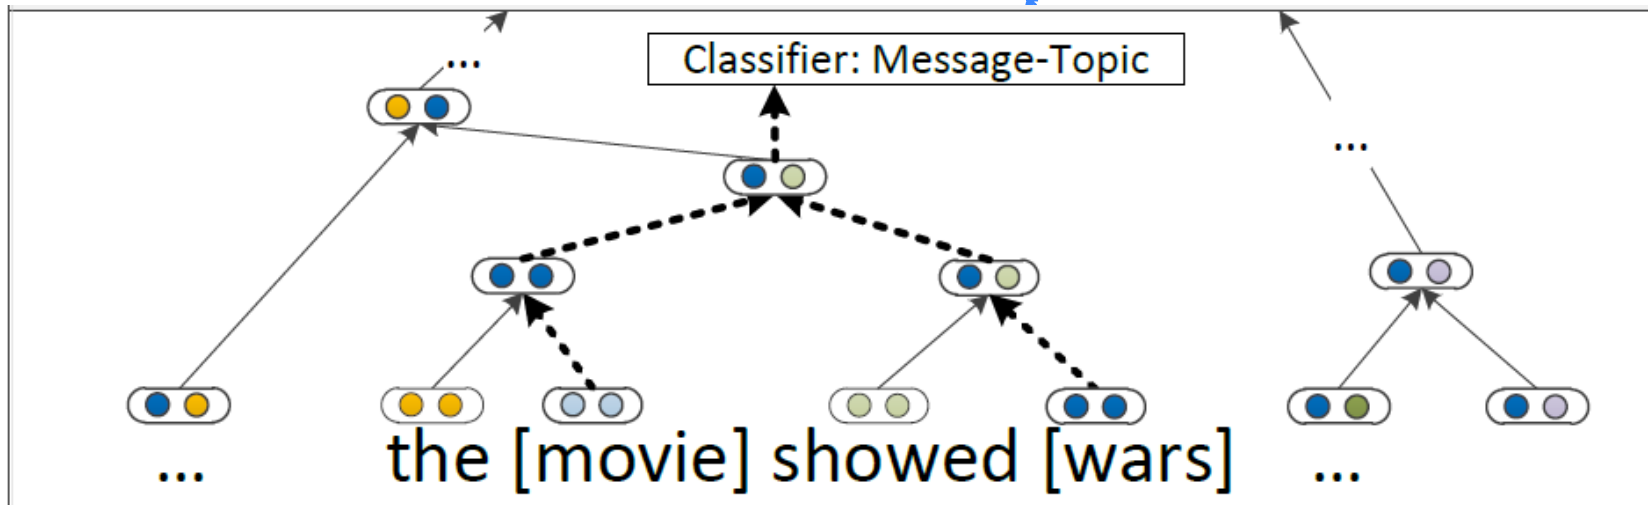 ...
Classifier: Message-Topic
...
... the [movie] showed [wars] ...